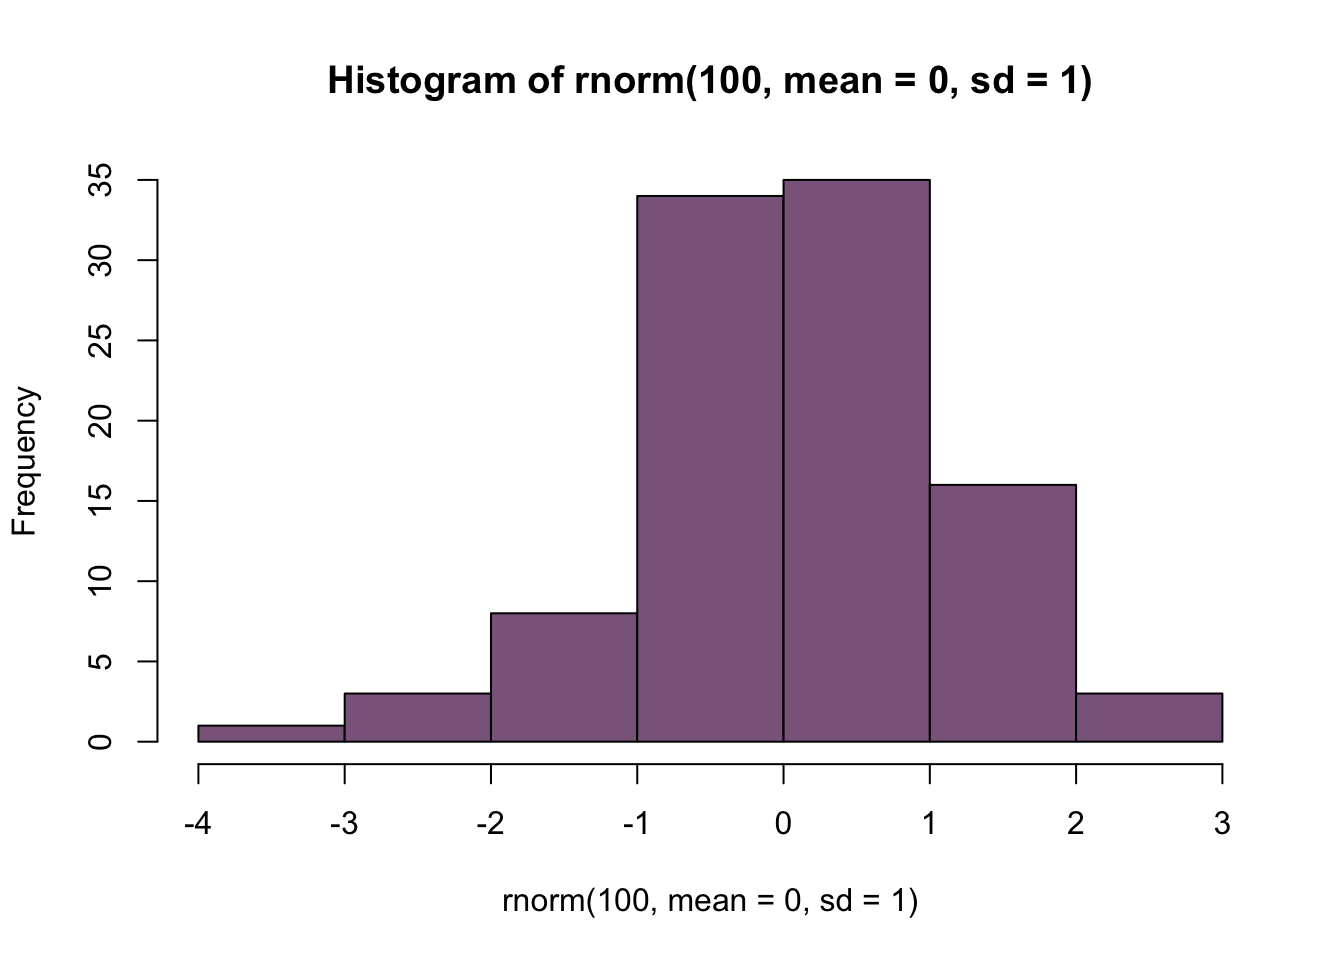 Histogram of rnorm(100, mean = 0, sd = 1)
Frequency
35
30
25
20
15
10
5
0
-4 -3 -2 -1 0 1 2 3
rnorm(100, mean = 0, sd = 1)